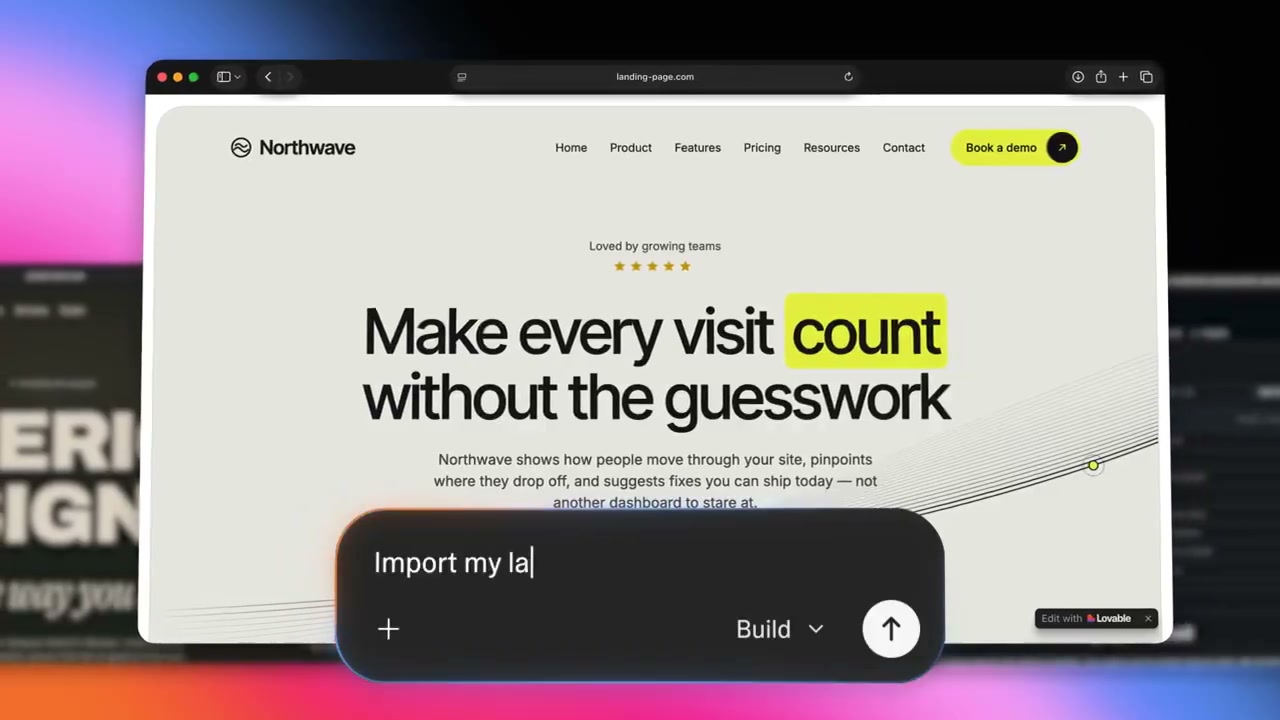 landing-page.com
Northwave
Home Product Features Pricing Resources Contact Book a demo
Loved by growing teams
Make every visit count
without the guesswork
Northwave shows how people move through your site, pinpoints
where they drop off, and suggests fixes you can ship today — not
another dashboard to stare at.
Import my la
Build
Edit with Lovable
way you